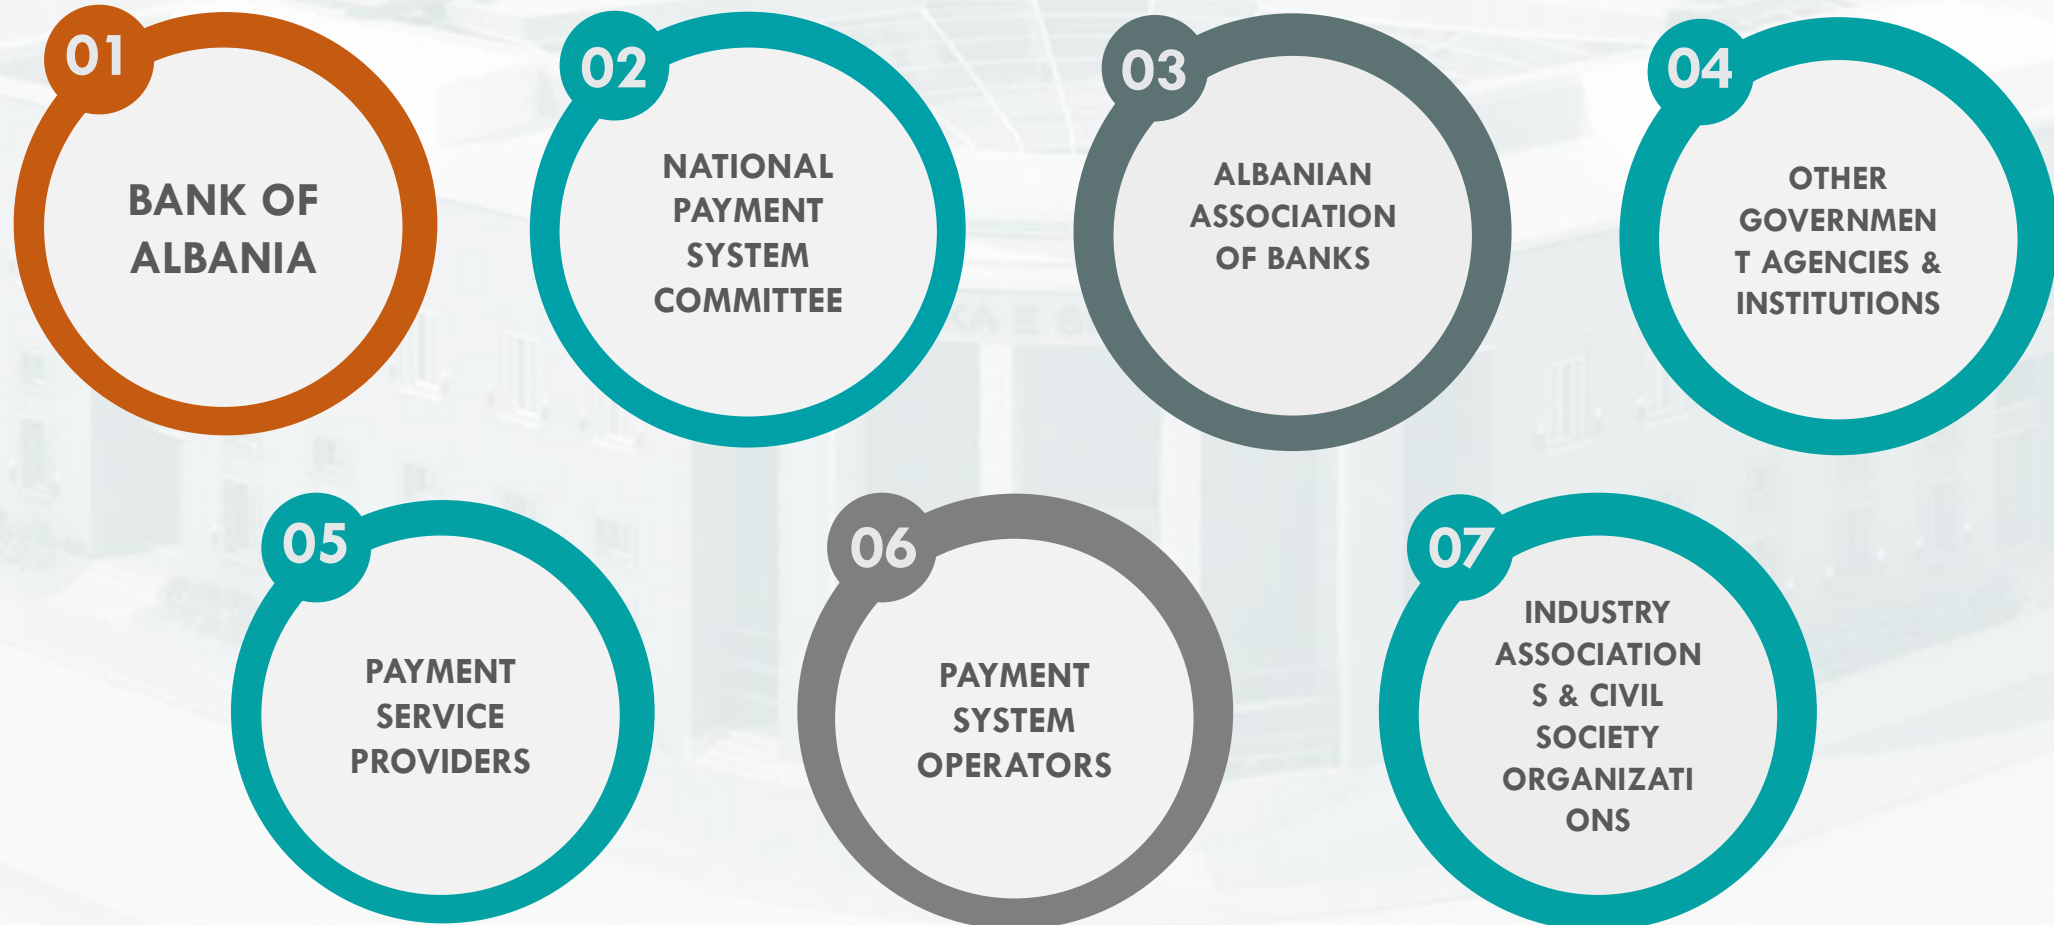 01
BANK OF
ALBANIA
02
NATIONAL
PAYMENT
SYSTEM
COMMITTEE
03
ALBANIAN
ASSOCIATION
OF BANKS
04
OTHER
GOVERNMEN
T AGENCIES &
INSTITUTIONS
05
PAYMENT
SERVICE
PROVIDERS
06
PAYMENT
SYSTEM
OPERATORS
07
INDUSTRY
ASSOCIATION
S & CIVIL
SOCIETY
ORGANIZATI
ONS